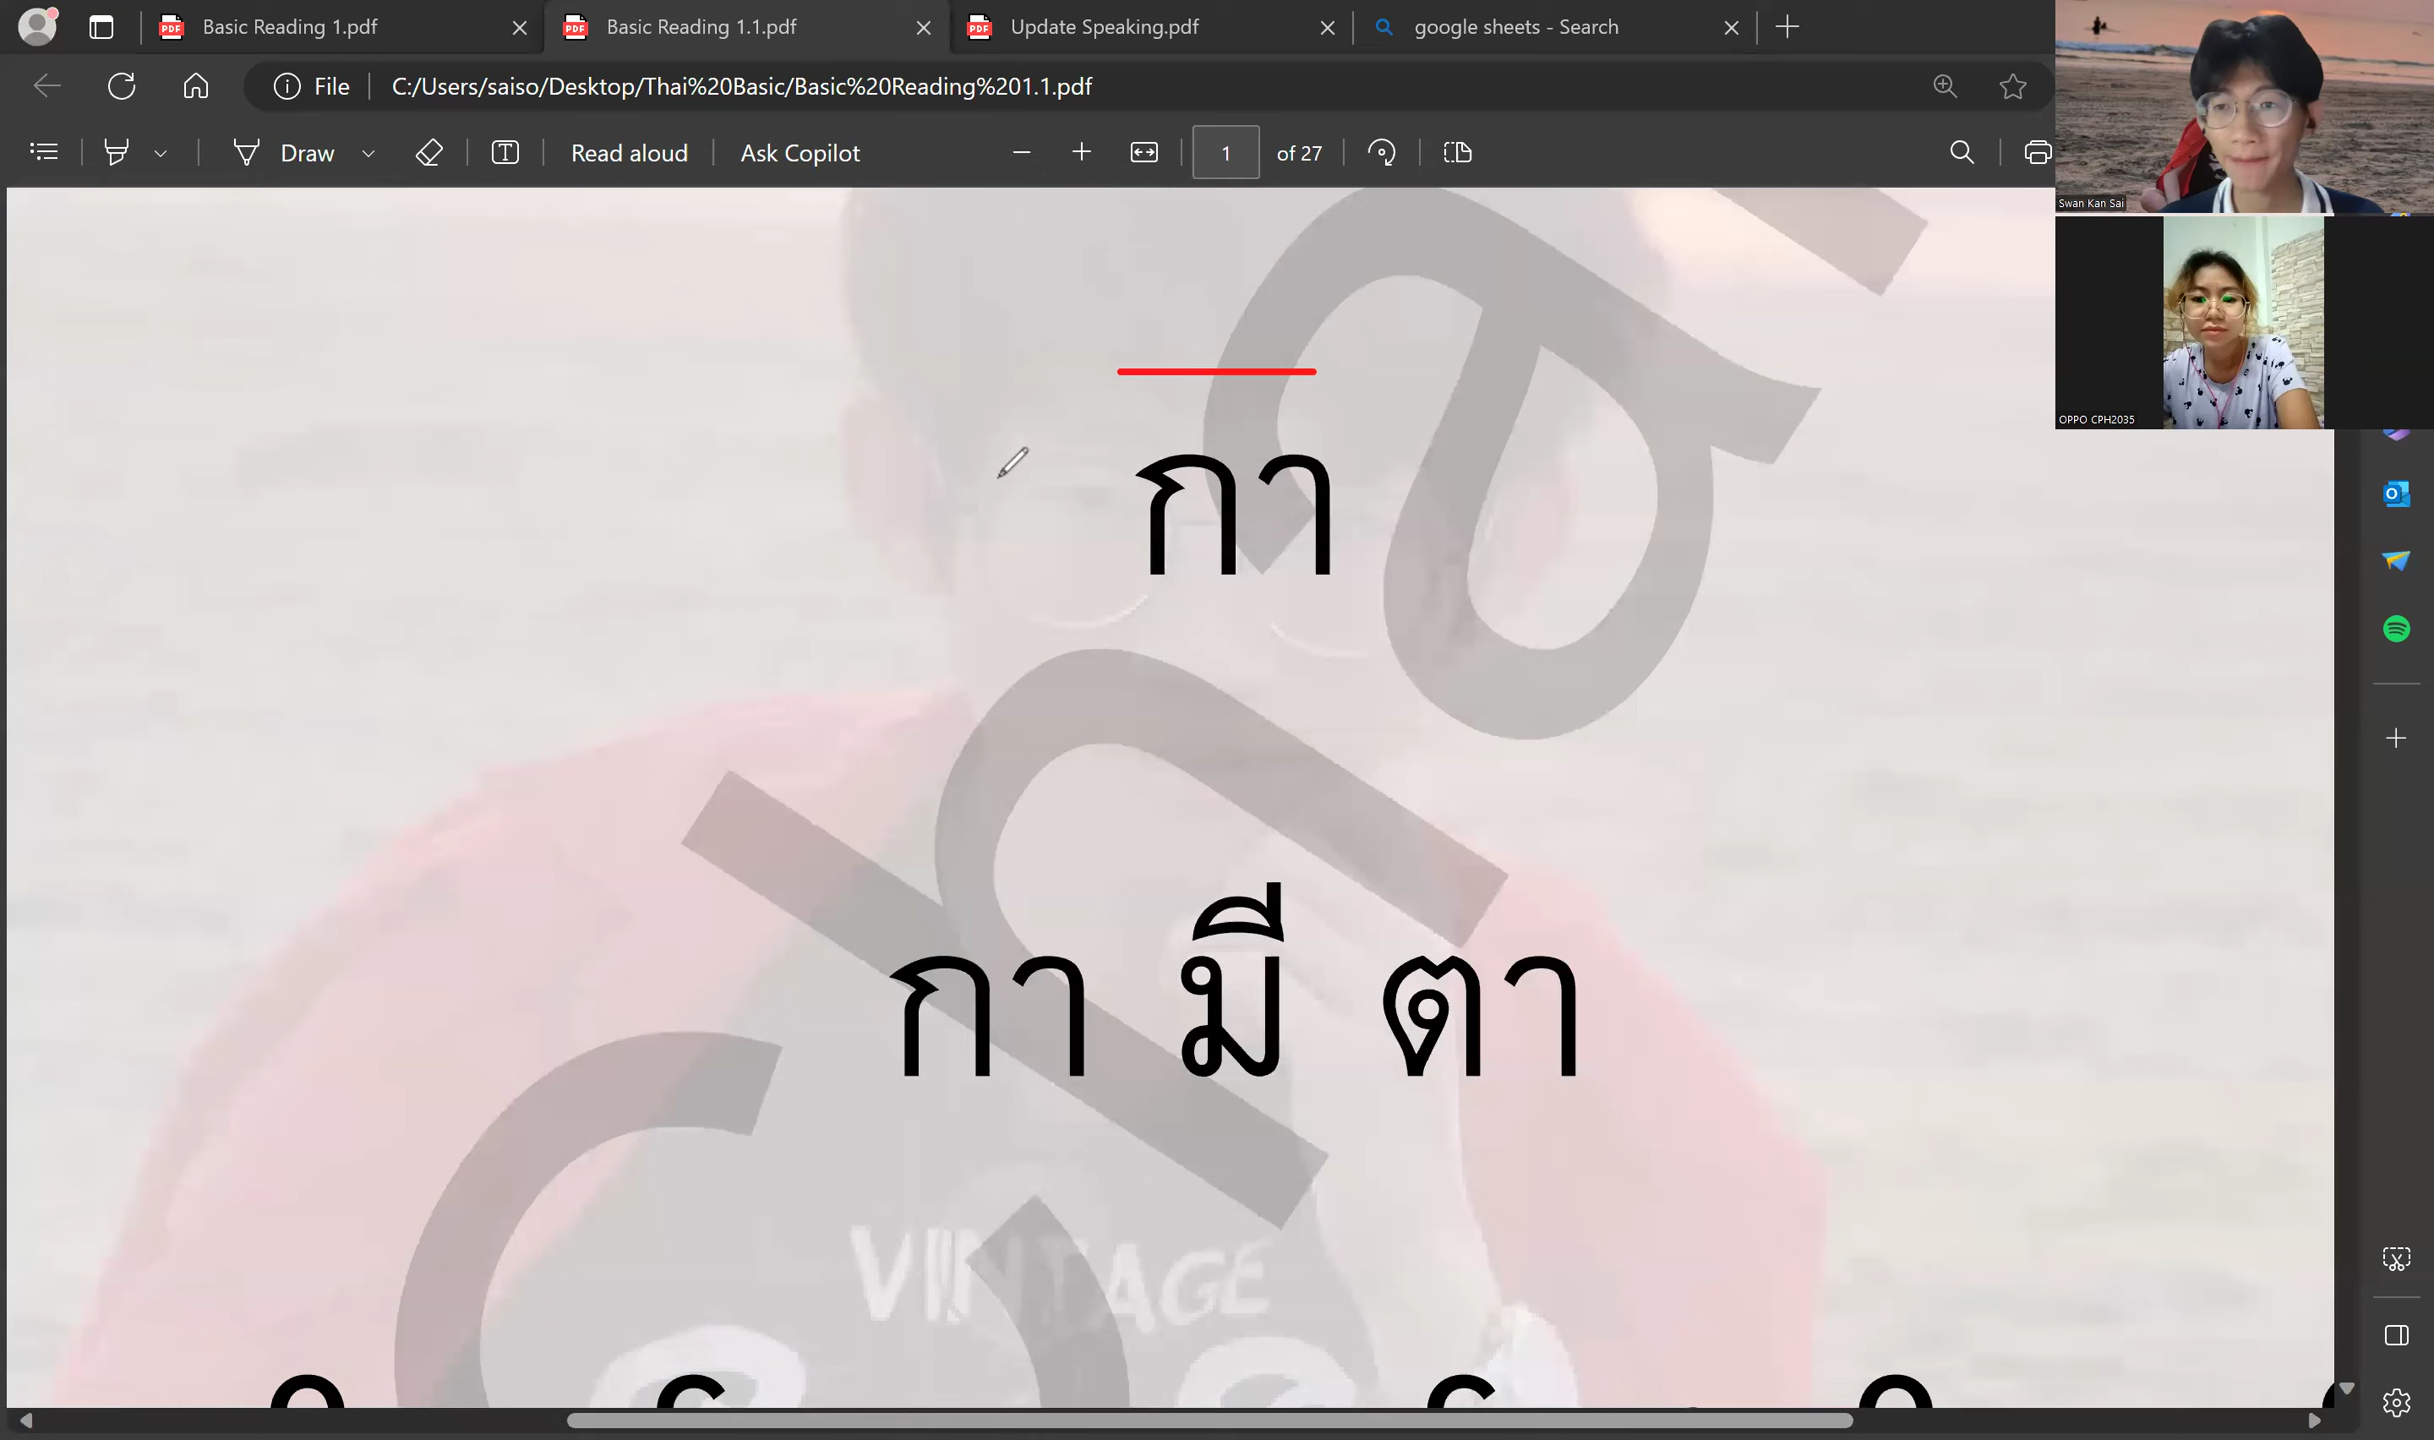 Basic Reading 1.pdf
Basic Reading 1.1.pdf
Update Speaking.pdf
google sheets - Search
File
C:/Users/saiso/Desktop/Thai%20Basic/Basic%20Reading%201.1.pdf
Draw
Read aloud
Ask Copilot
1 of 27
Swan Kan Sai
OPPO CPH2035
กา
กา มี ตา
VINTAGE